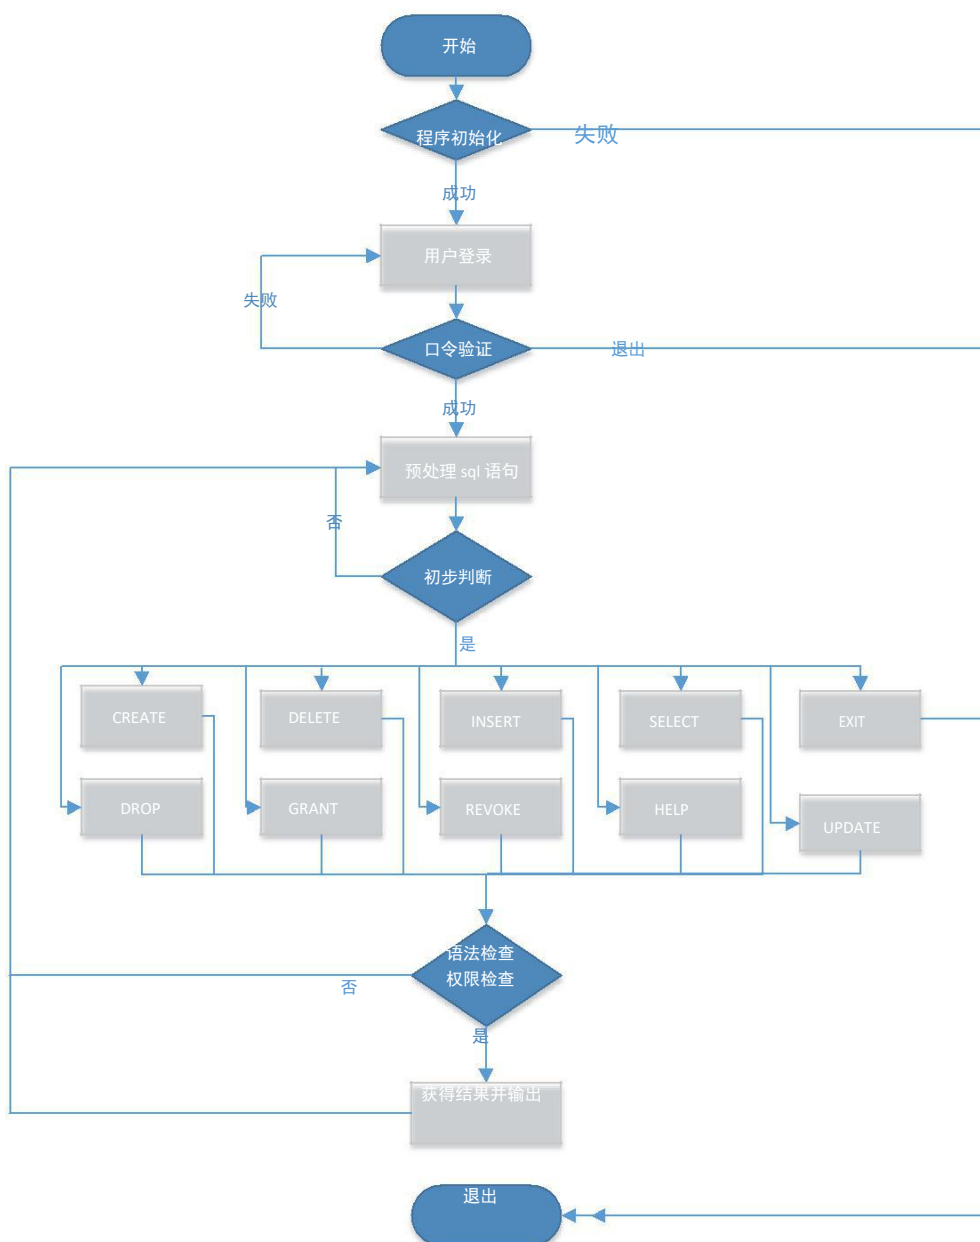 开始
程序初始化
失败
成功
用户登录
失败
口令验证
退出
成功
预处理 sql 语句
否
初步判断
是
CREATE
DELETE
INSERT
SELECT
EXIT
DROP
GRANT
REVOKE
HELP
UPDATE
语法检查
权限检查
否
是
获得结果并输出
退出